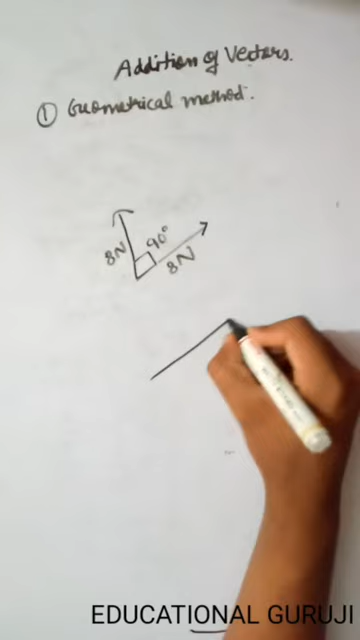 Addition of Vectors.
① Geometrical method.
8N 90° 8N
EDUCATIONAL GURUJI